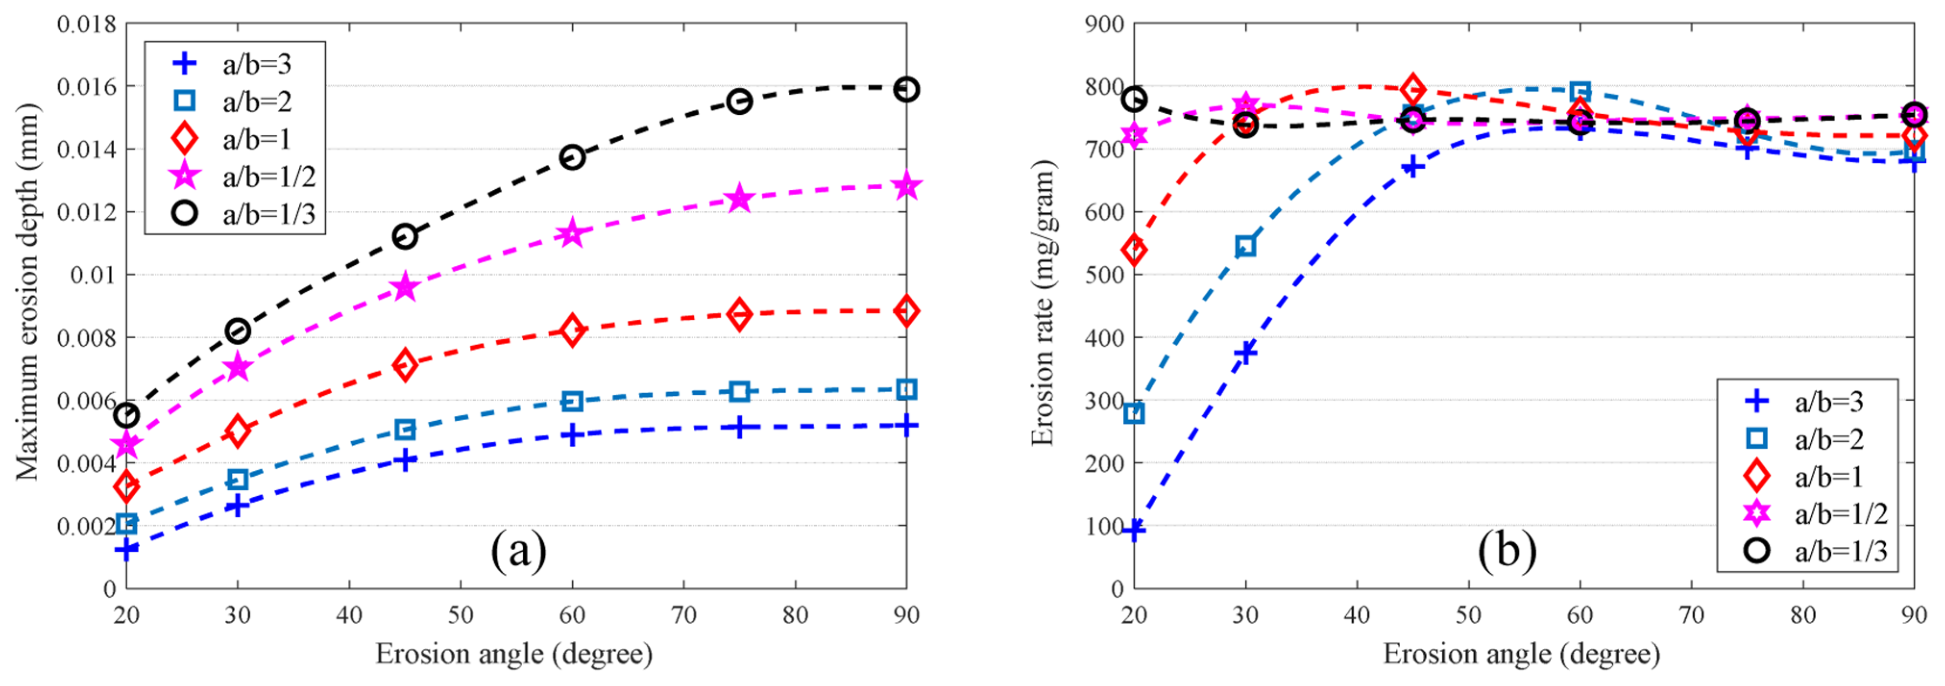 0.018
0.016
0.014
0.012
0.01
0.008
0.006
0.004
0.002
0
Maximum erosion depth (mm)
a/b=3
a/b=2
a/b=1
a/b=1/2
a/b=1/3
(a)
20 30 40 50 60 70 80 90
Erosion angle (degree)
900
800
700
600
500
400
300
200
100
0
Erosion rate (mg/gram)
a/b=3
a/b=2
a/b=1
a/b=1/2
a/b=1/3
(b)
20 30 40 50 60 70 80 90
Erosion angle (degree)